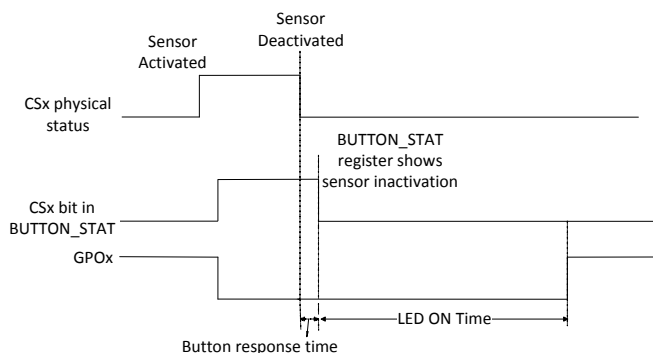 Sensor
Deactivated
Sensor
Activated
CSx physical
status
BUTTON_STAT
register shows
sensor inactivation
CSx bit in
BUTTON_STAT
GPOx
LED ON Time
Button response time